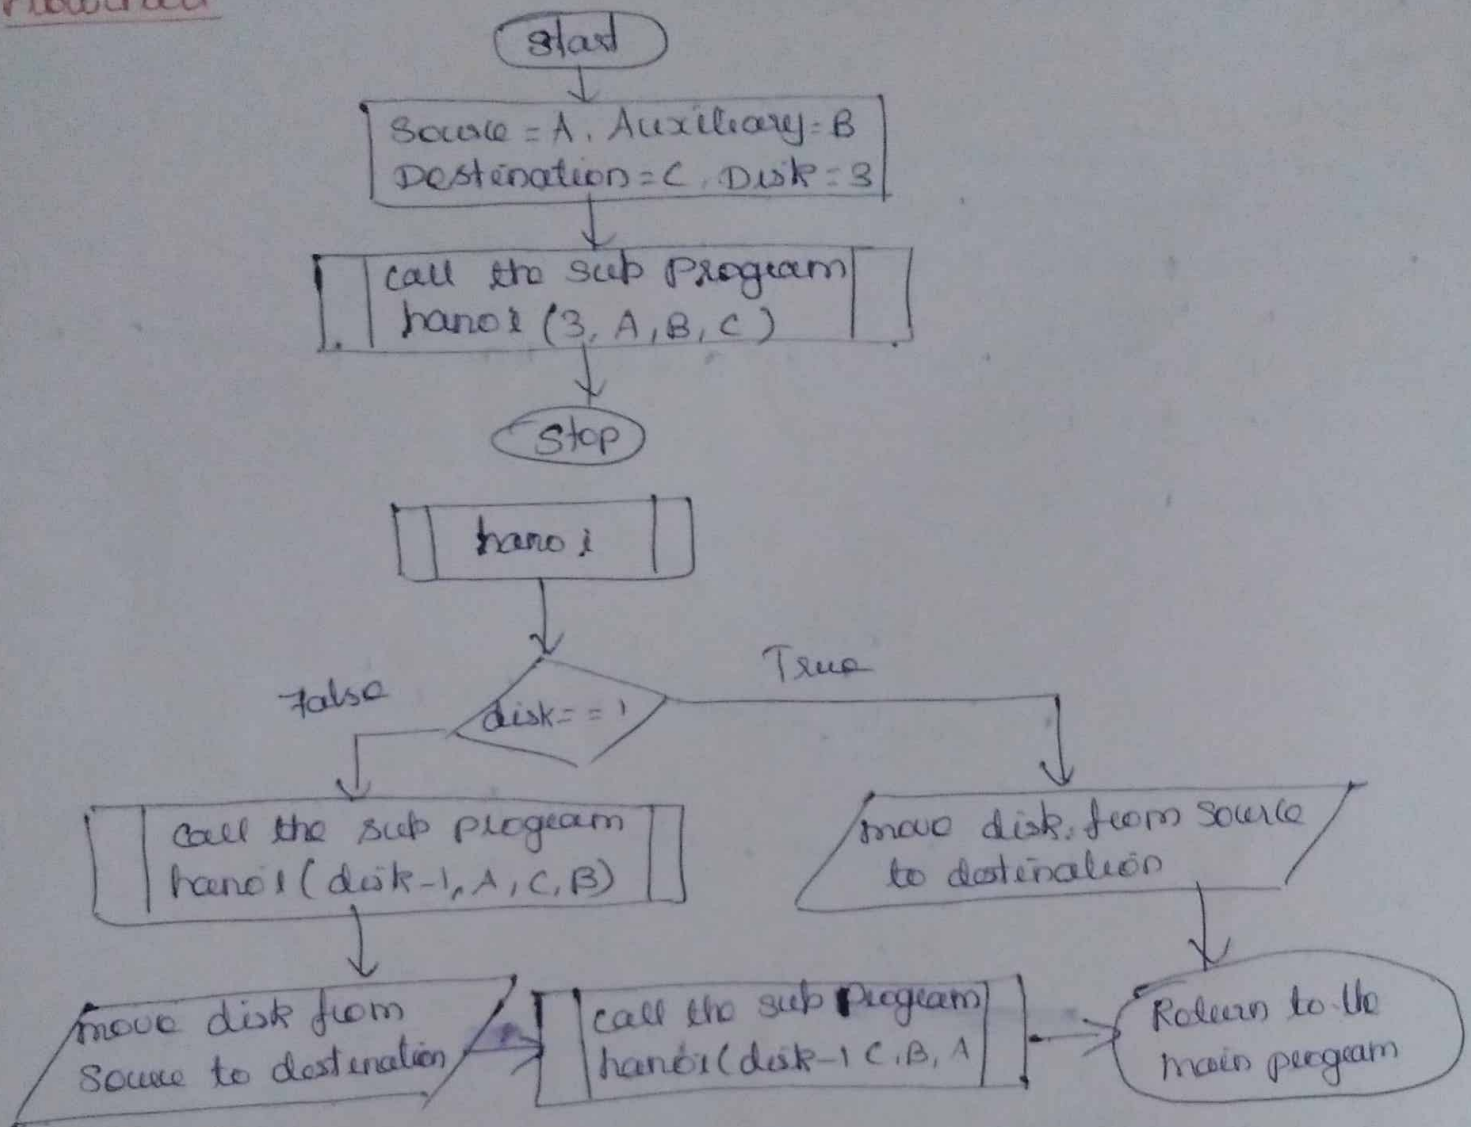 Flowchart
Start
Source = A, Auxiliary = B
Destination = C, Disk = 3
call the sub program
hanoi (3, A, B, C)
Stop
hanoi
disk == 1
False
True
call the sub program
hanoi (disk-1, A, C, B)
move disk from source
to destination
move disk from
source to destination
call the sub program
hanoi (disk-1 C, B, A
Return to the
main program